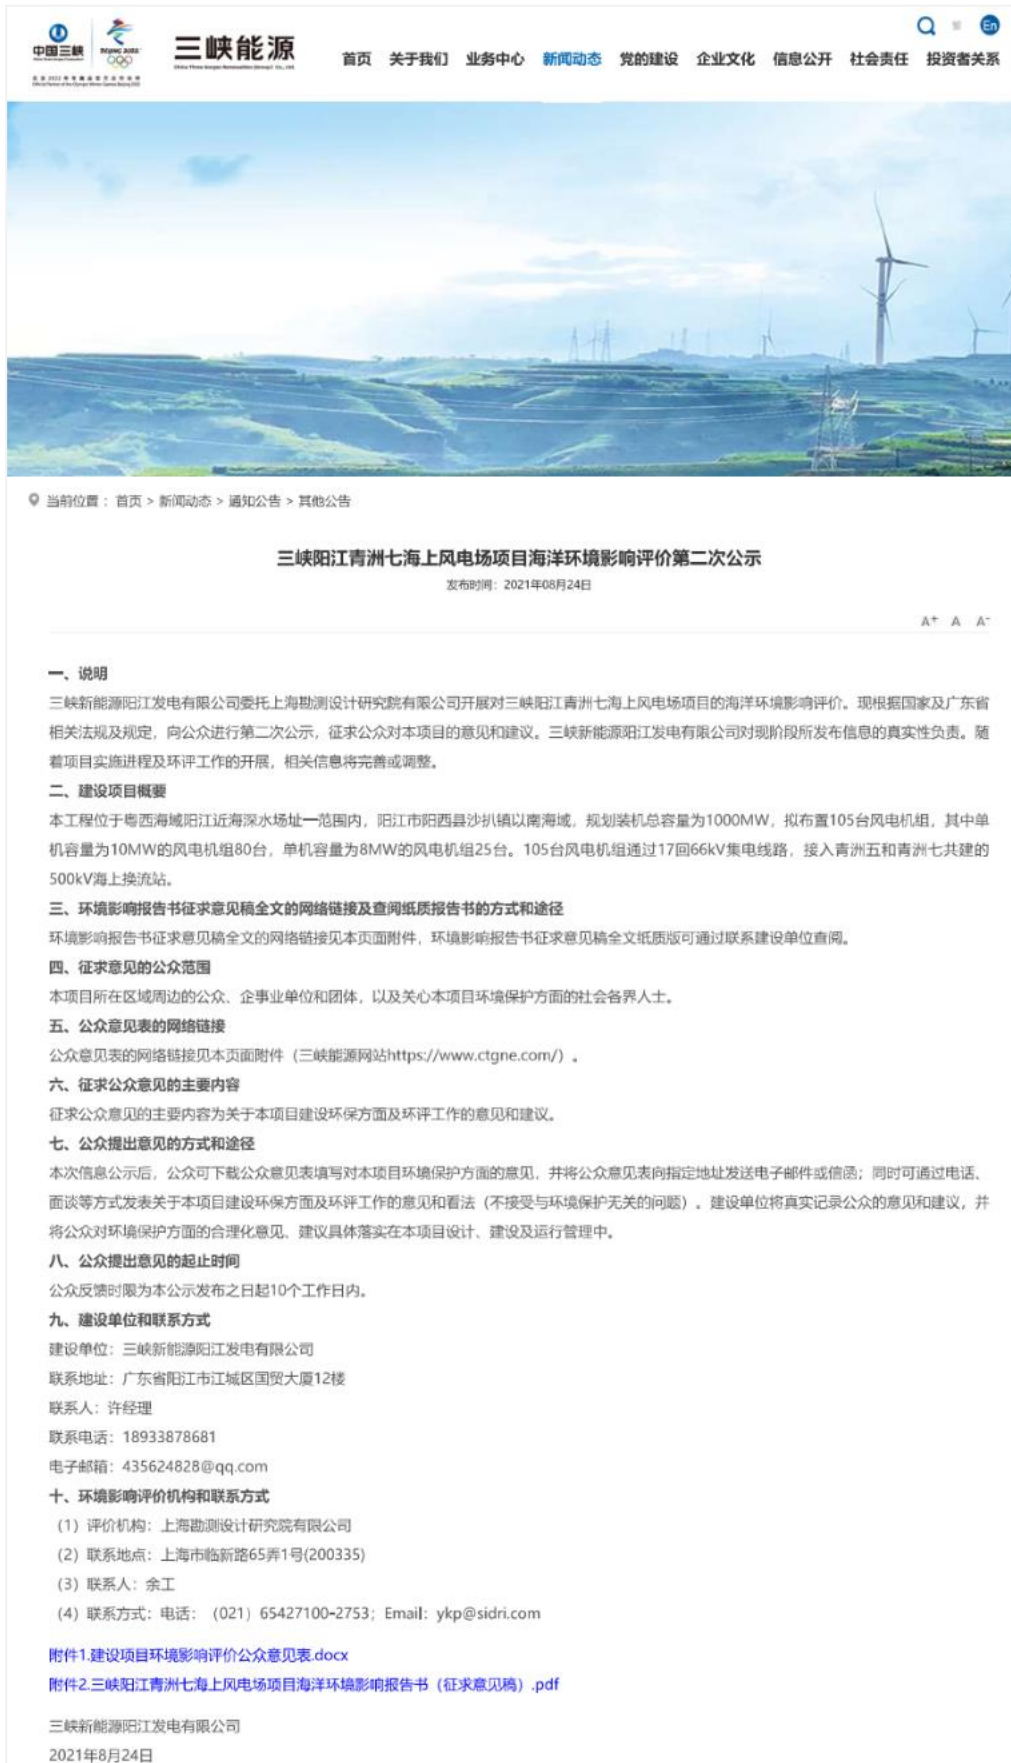 中国三峡
BEIJING 2022
三峡能源
繁
En
首页 关于我们 业务中心 新闻动态 党的建设 企业文化 信息公开 社会责任 投资者关系
当前位置：首页 > 新闻动态 > 通知公告 > 其他公告
三峡阳江青洲七海上风电场项目海洋环境影响评价第二次公示
发布时间：2021年08月24日
A+ A A-
一、说明
三峡新能源阳江发电有限公司委托上海勘测设计研究院有限公司开展对三峡阳江青洲七海上风电场项目的海洋环境影响评价。现根据国家及广东省
相关法规及规定，向公众进行第二次公示，征求公众对本项目的意见和建议。三峡新能源阳江发电有限公司对现阶段所发布信息的真实性负责。随
着项目实施进程及环评工作的开展，相关信息将完善或调整。
二、建设项目概要
本工程位于粤西海域阳江近海深水场址一范围内，阳江市阳西县沙扒镇以南海域，规划装机总容量为1000MW，拟布置105台风电机组，其中单
机容量为10MW的风电机组80台，单机容量为8MW的风电机组25台。105台风电机组通过17回66kV集电线路，接入青洲五和青洲七共建的
500kV海上换流站。
三、环境影响报告书征求意见稿全文的网络链接及查阅纸质报告书的方式和途径
环境影响报告书征求意见稿全文的网络链接见本页面附件，环境影响报告书征求意见稿全文纸质版可通过联系建设单位查阅。
四、征求意见的公众范围
本项目所在区域周边的公众、企事业单位和团体，以及关心本项目环境保护方面的社会各界人士。
五、公众意见表的网络链接
公众意见表的网络链接见本页面附件（三峡能源网站https://www.ctgne.com/）。
六、征求公众意见的主要内容
征求公众意见的主要内容为关于本项目建设环保方面及环评工作的意见和建议。
七、公众提出意见的方式和途径
本次信息公示后，公众可下载公众意见表填写对本项目环境保护方面的意见，并将公众意见表向指定地址发送电子邮件或信函；同时可通过电话、
面谈等方式发表关于本项目建设环保方面及环评工作的意见和看法（不接受与环境保护无关的问题）。建设单位将真实记录公众的意见和建议，并
将公众对环境保护方面的合理化意见、建议具体落实在本项目设计、建设及运行管理中。
八、公众提出意见的起止时间
公众反馈时限为本公示发布之日起10个工作日内。
九、建设单位和联系方式
建设单位：三峡新能源阳江发电有限公司
联系地址：广东省阳江市江城区国贸大厦12楼
联系人：许经理
联系电话：18933878681
电子邮箱：435624828@qq.com
十、环境影响评价机构和联系方式
（1）评价机构：上海勘测设计研究院有限公司
（2）联系地点：上海市临新路65弄1号(200335)
（3）联系人：余工
（4）联系方式：电话：（021）65427100-2753；Email：ykp@sidri.com
附件1.建设项目环境影响评价公众意见表.docx
附件2.三峡阳江青洲七海上风电场项目海洋环境影响报告书（征求意见稿）.pdf
三峡新能源阳江发电有限公司
2021年8月24日